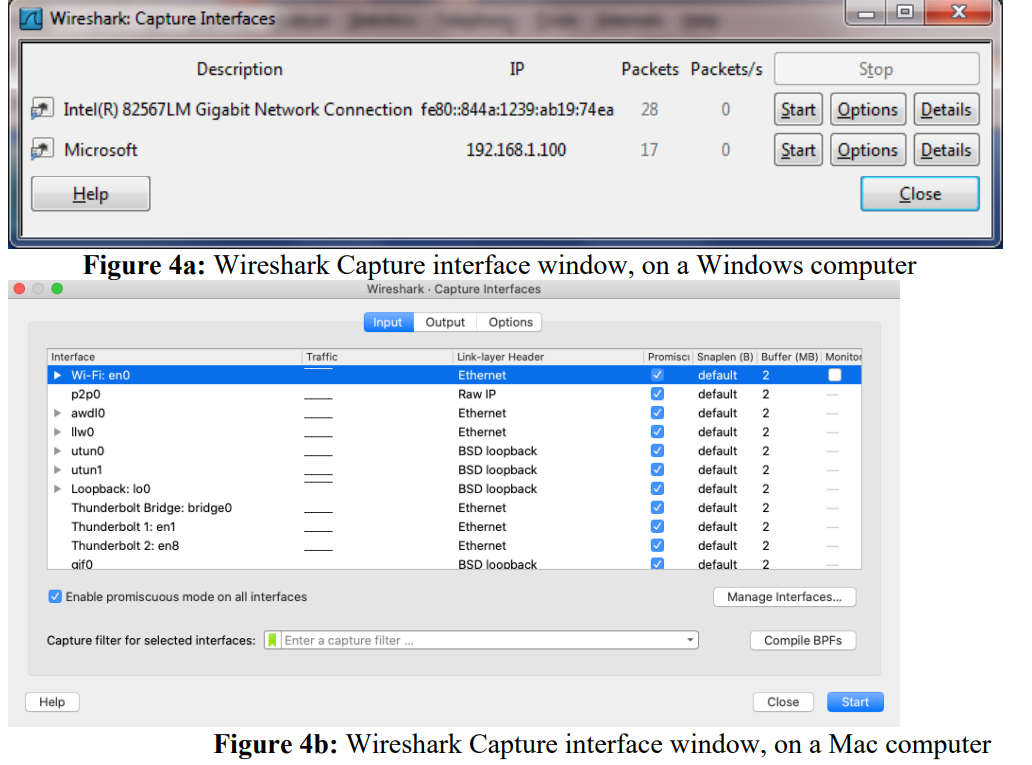 Wireshark: Capture Interfaces
Description IP Packets Packets/s Stop
Intel(R) 82567LM Gigabit Network Connection fe80::844a:1239:ab19:74ea 28 0 Start Options Details
Microsoft 192.168.1.100 17 0 Start Options Details
Help Close
Figure 4a: Wireshark Capture interface window, on a Windows computer
Wireshark · Capture Interfaces
Input Output Options
Interface Traffic Link-layer Header Promisc Snaplen (B) Buffer (MB) Monitor
Wi-Fi: en0 Ethernet default 2
p2p0 Raw IP default 2 —
awdl0 Ethernet default 2 —
llw0 Ethernet default 2 —
utun0 BSD loopback default 2 —
utun1 BSD loopback default 2 —
Loopback: lo0 BSD loopback default 2 —
Thunderbolt Bridge: bridge0 Ethernet default 2 —
Thunderbolt 1: en1 Ethernet default 2 —
Thunderbolt 2: en8 Ethernet default 2 —
gif0 BSD loopback default 2 —
Enable promiscuous mode on all interfaces Manage Interfaces...
Capture filter for selected interfaces: Enter a capture filter ... Compile BPFs
Help Close Start
Figure 4b: Wireshark Capture interface window, on a Mac computer